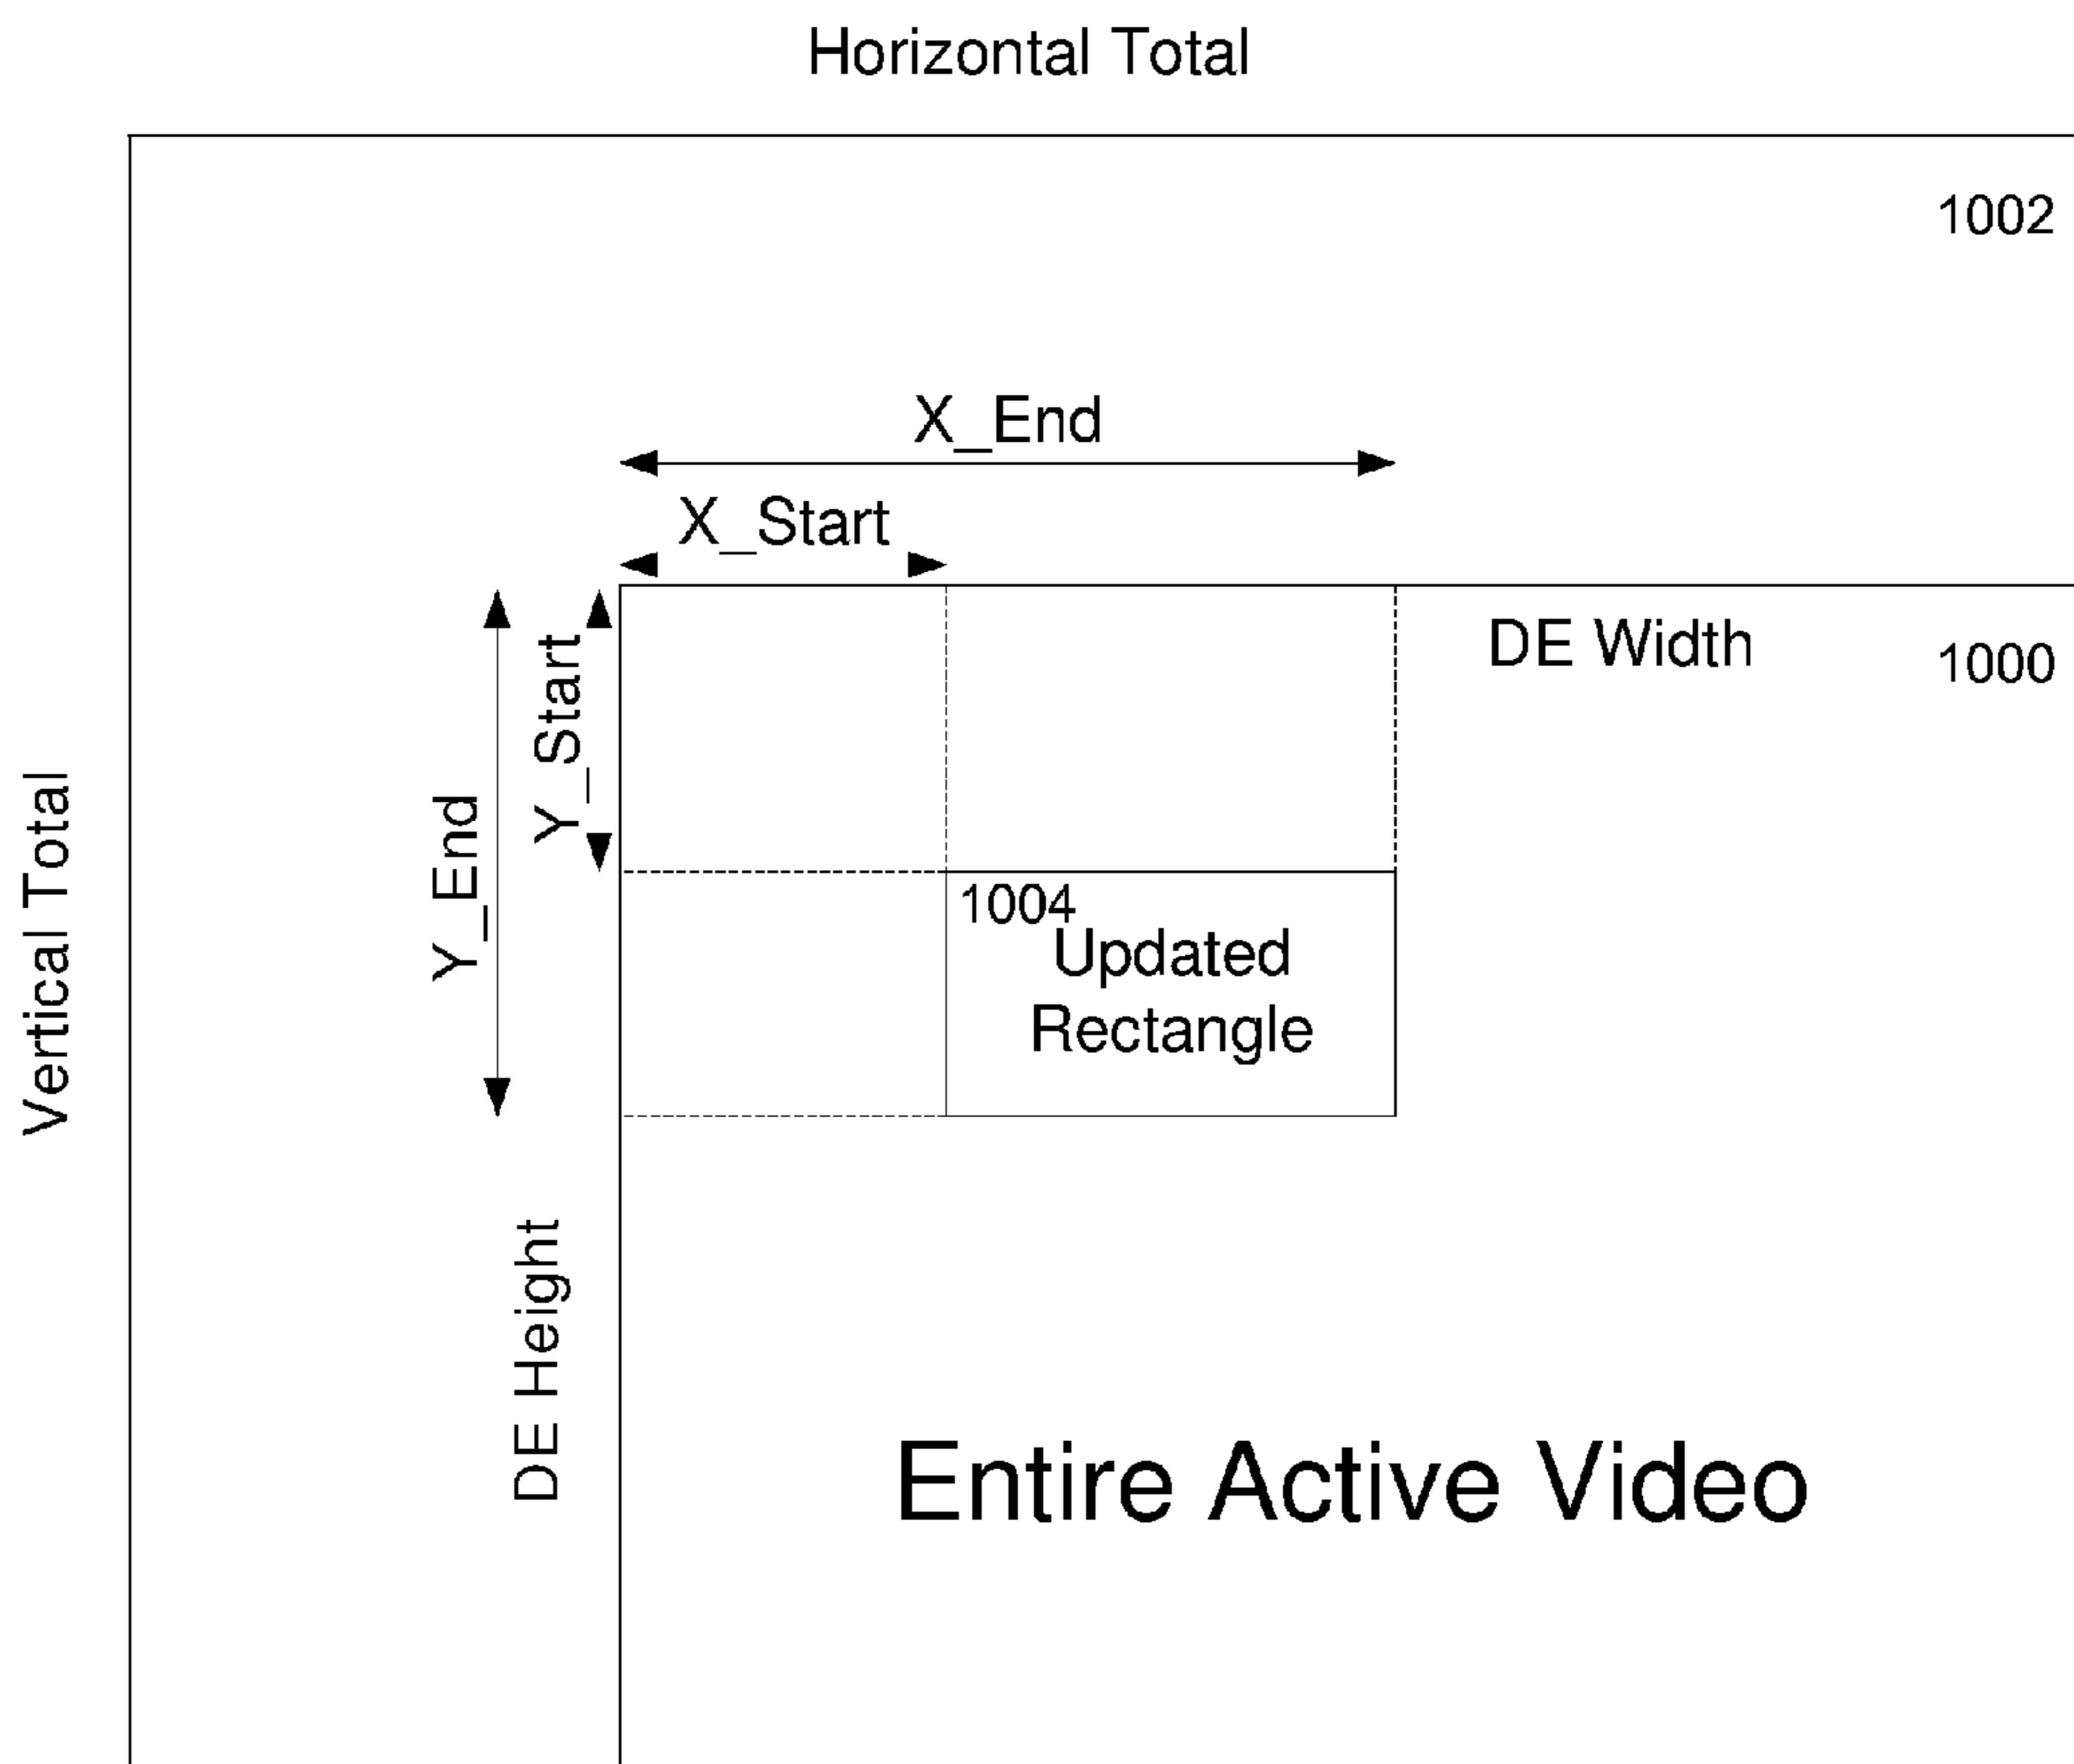 Horizontal Total
1002
X_End
X_Start
DE Width
1000
Y_Start
Y_End
Vertical Total
1004
Updated
Rectangle
DE Height
Entire Active Video